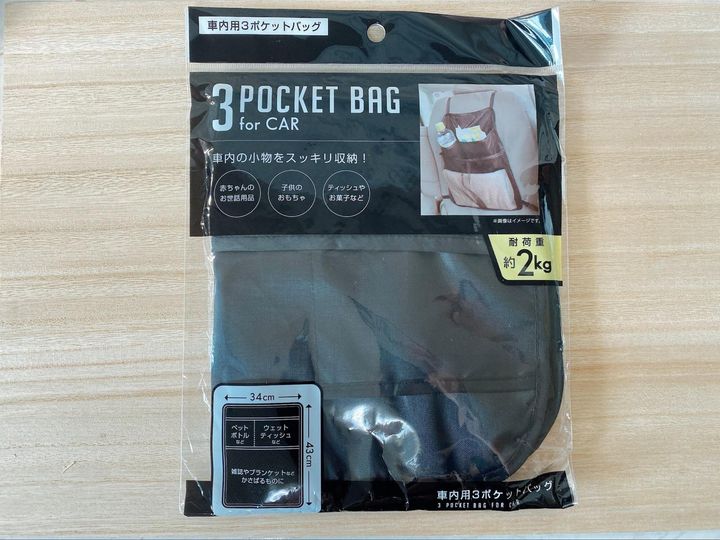 車内用3ポケットバッグ
3 POCKET BAG
for CAR
車内の小物をスッキリ収納！
赤ちゃんの
お世話用品
子供の
おもちゃ
ティッシュや
お菓子など
※画像はイメージです。
耐荷重
約2kg
34cm
43cm
ペット
ボトル
など
ウェット
ティッシュ
など
雑誌やブランケットなど
かさばるものに
車内用3ポケットバッグ
3 POCKET BAG FOR CAR